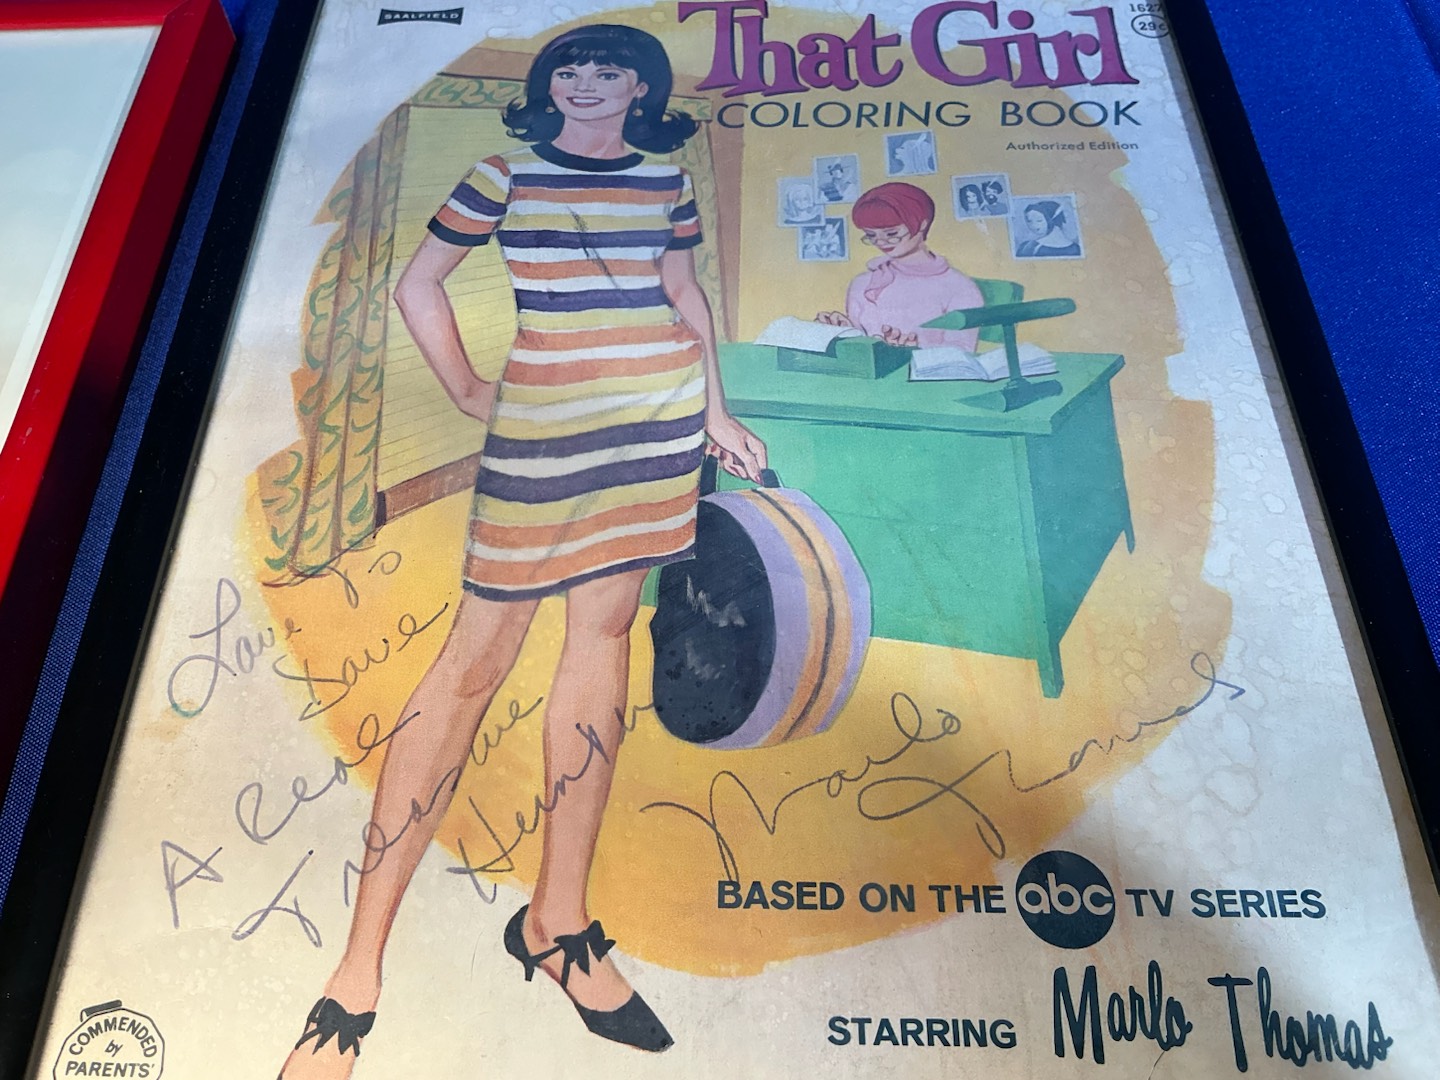 SAALFIELD
That Girl
1627
29¢
COLORING BOOK
Authorized Edition
Love To
Dave
A Real
Treasure
Marlo Thomas
BASED ON THE abc TV SERIES
STARRING Marlo Thomas
COMMENDED
by
PARENTS'